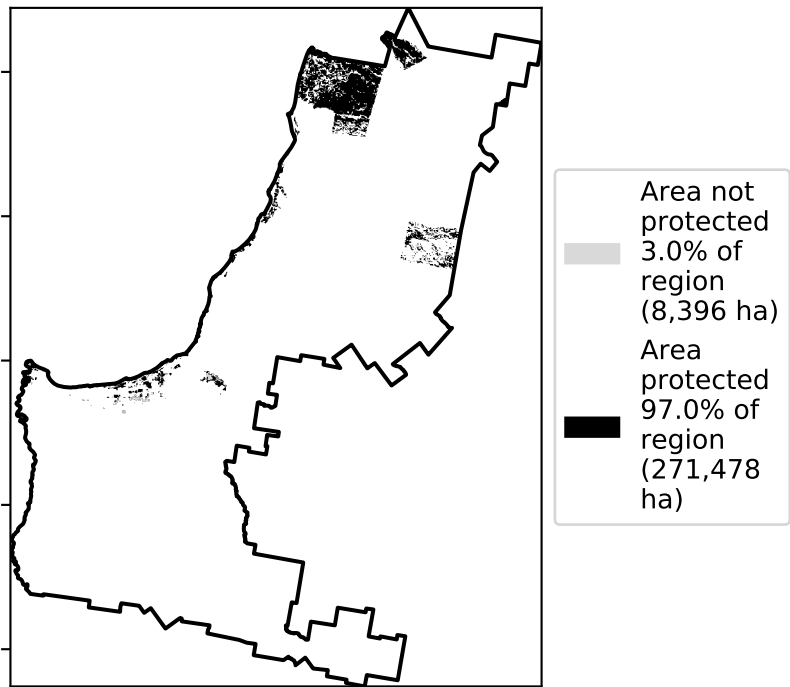 Area not
protected
3.0% of
region
(8,396 ha)
Area
protected
97.0% of
region
(271,478
ha)